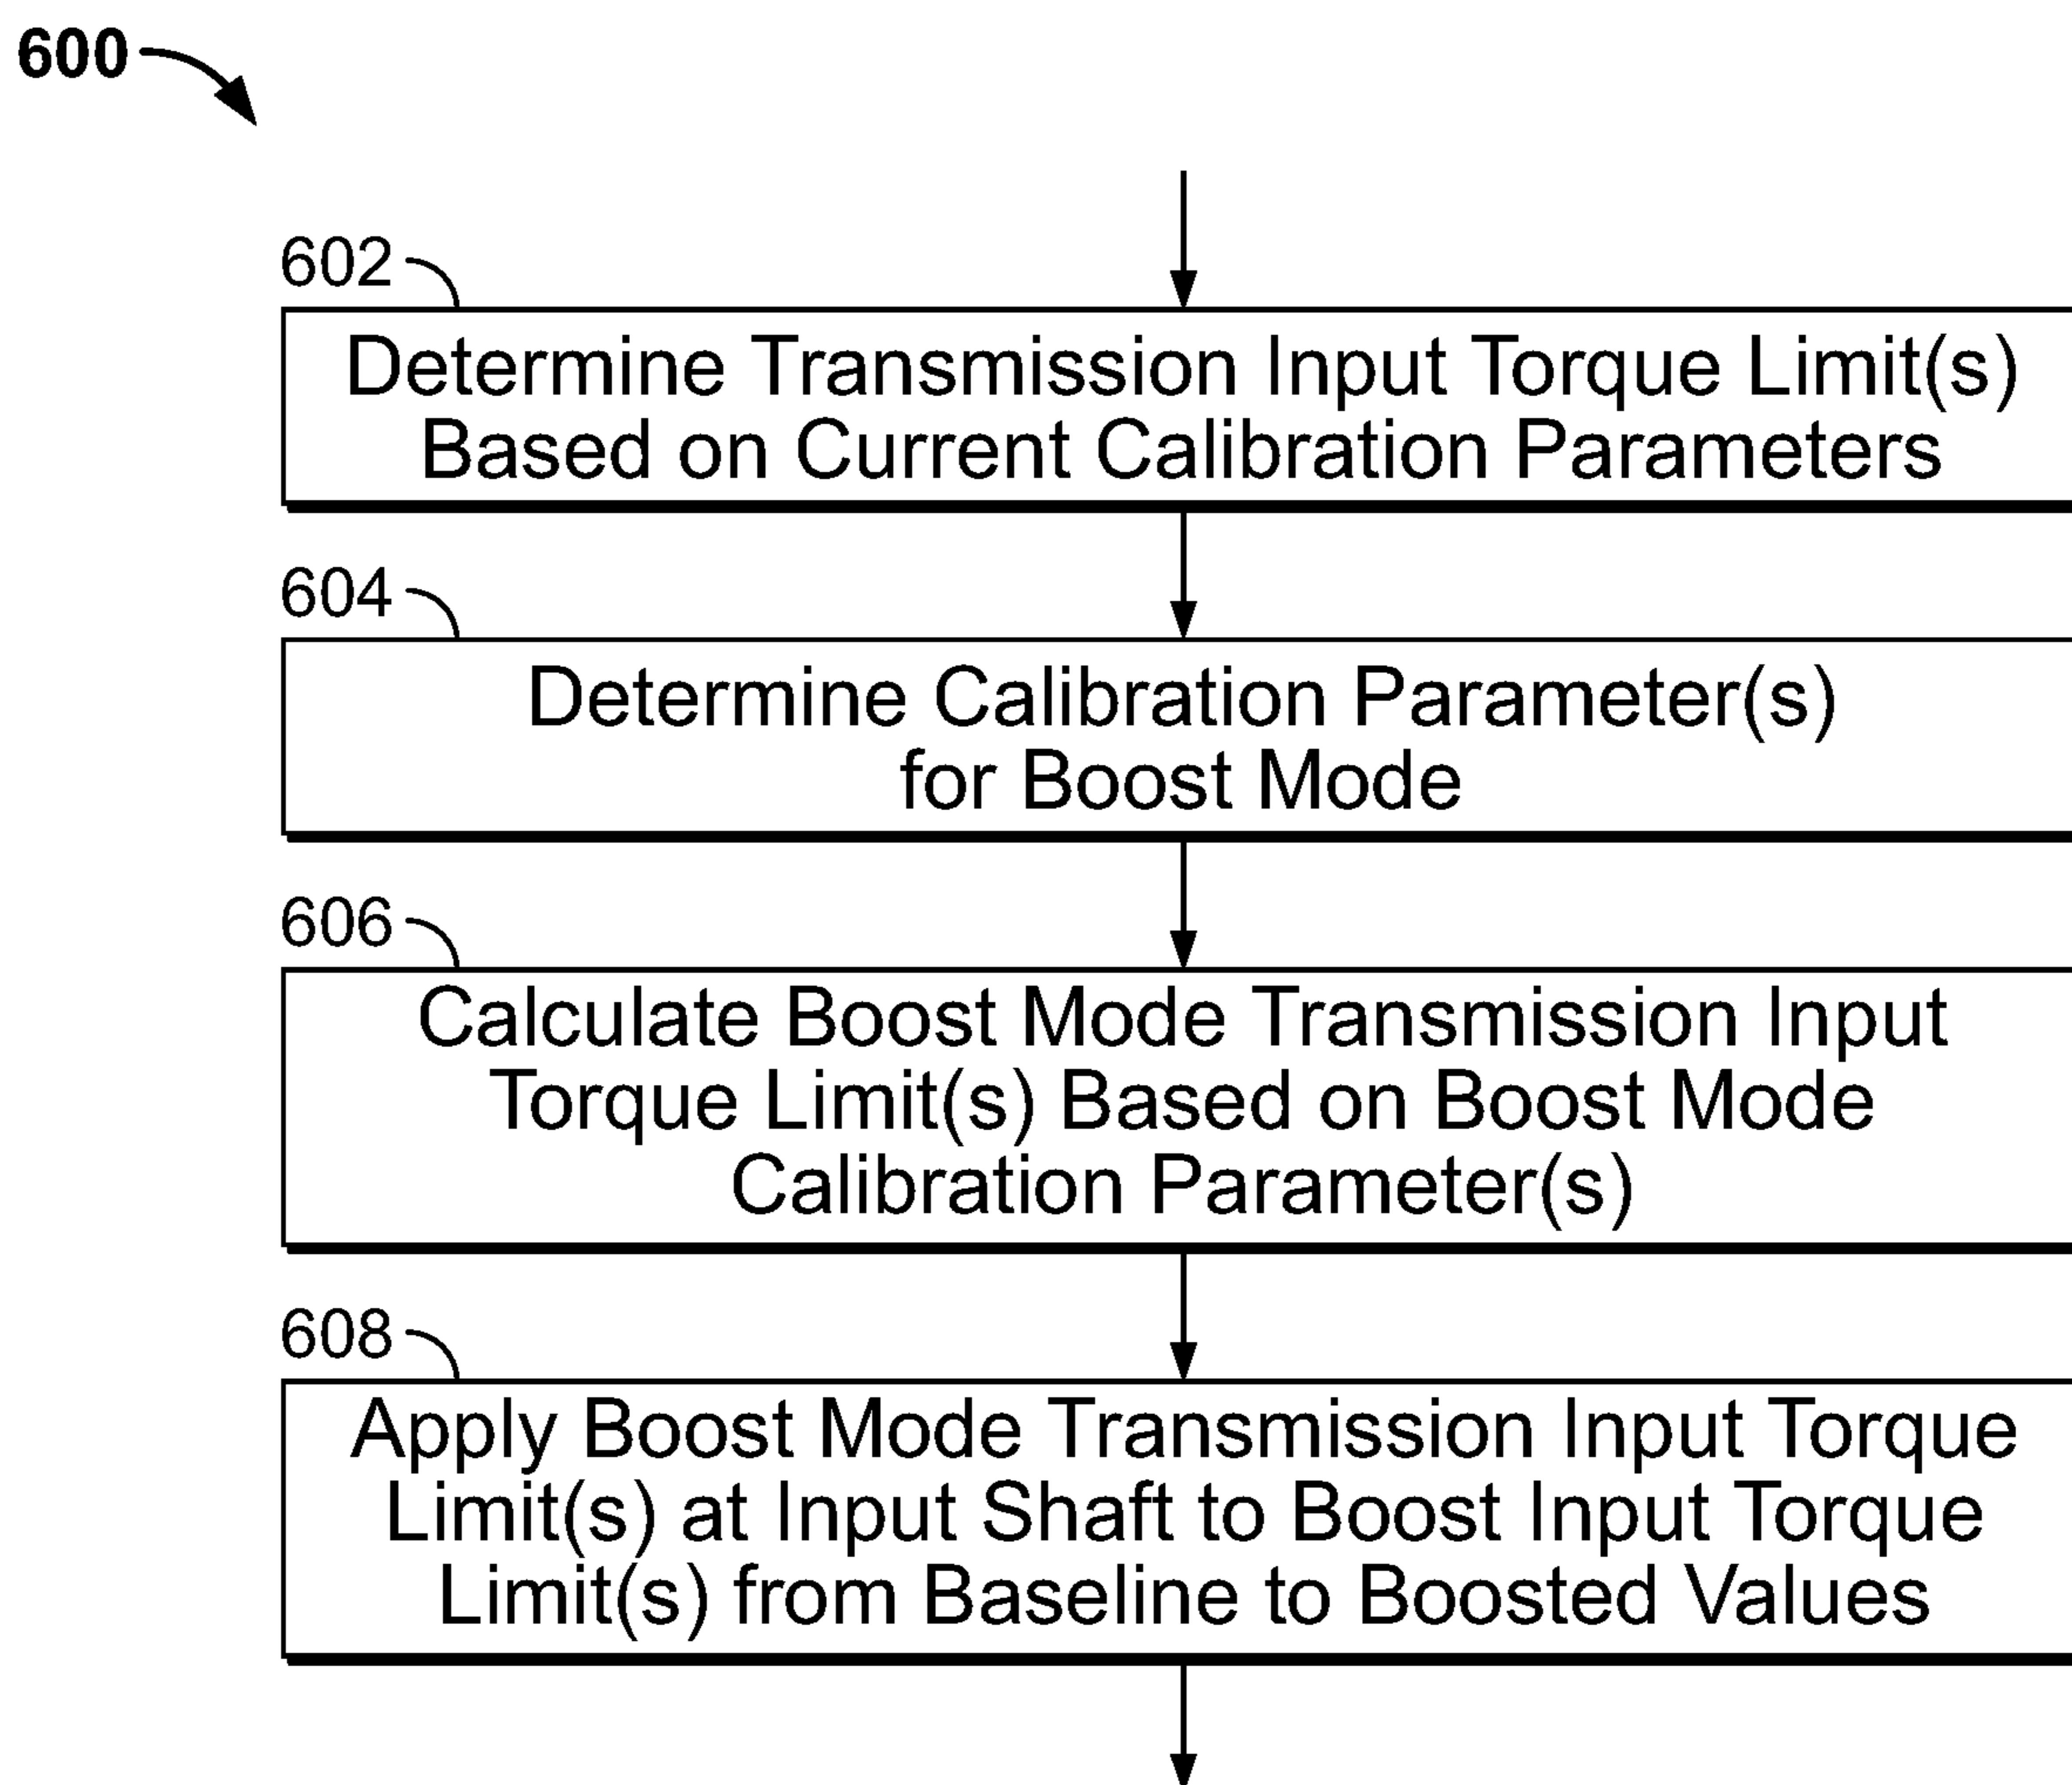 600
602
Determine Transmission Input Torque Limit(s)
Based on Current Calibration Parameters
604
Determine Calibration Parameter(s)
for Boost Mode
606
Calculate Boost Mode Transmission Input
Torque Limit(s) Based on Boost Mode
Calibration Parameter(s)
608
Apply Boost Mode Transmission Input Torque
Limit(s) at Input Shaft to Boost Input Torque
Limit(s) from Baseline to Boosted Values